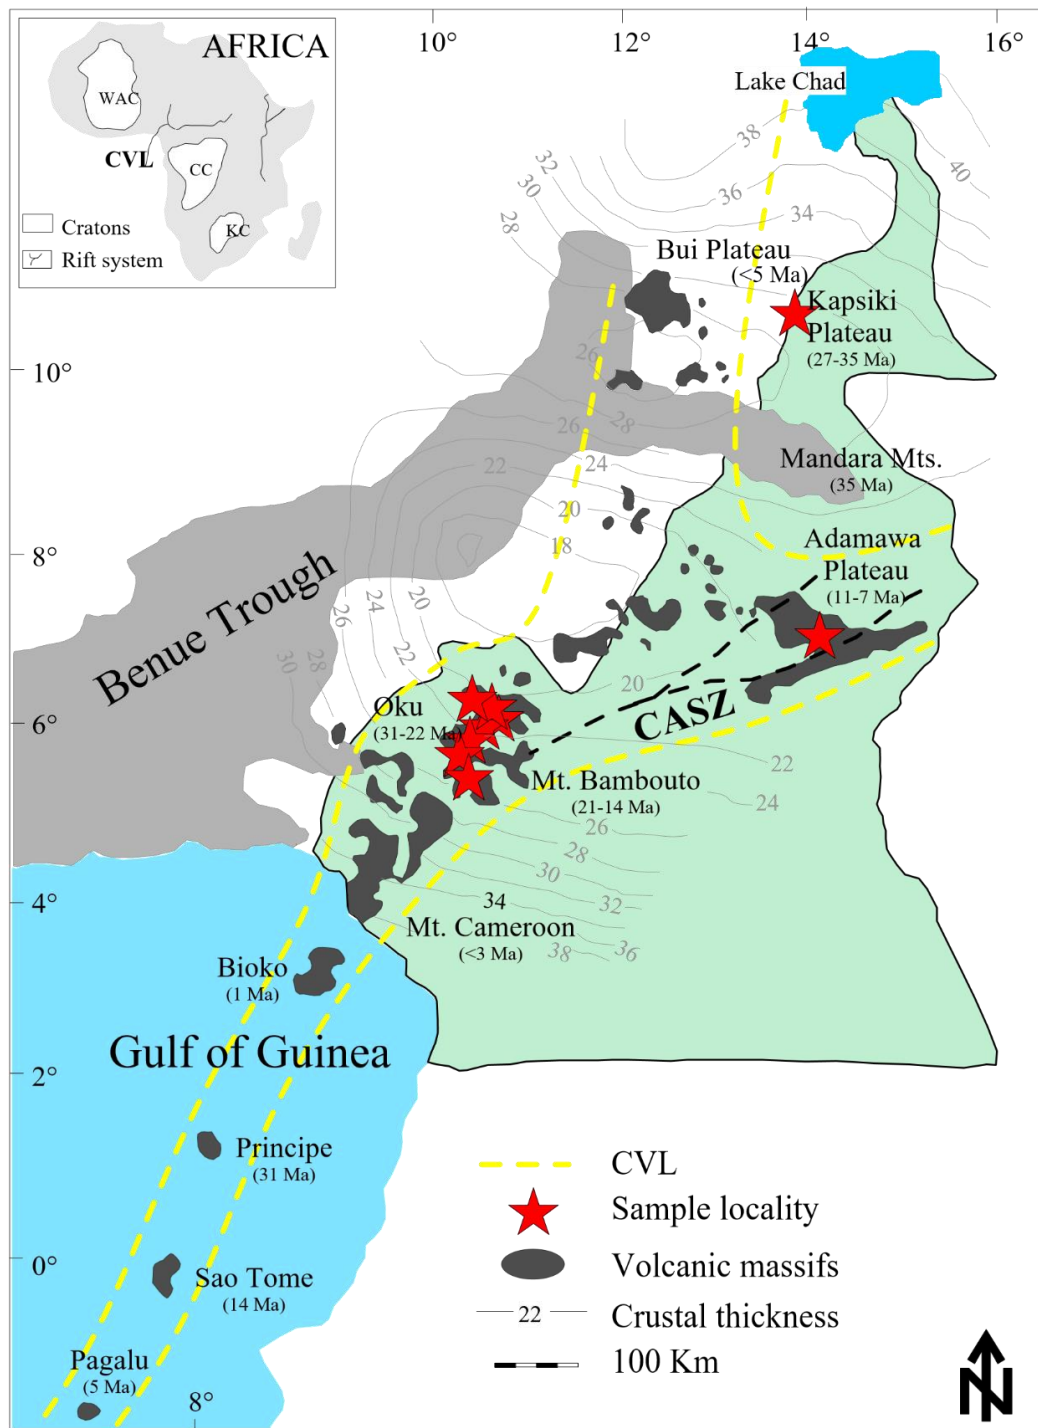 AFRICA
WAC
CVL
CC
KC
Cratons
Rift system
10°
12°
14°
16°
Lake Chad
38
40
32
30
28
36
34
Bui Plateau
(<5 Ma)
Kapsiki
Plateau
(27-35 Ma)
10°
26
28
26
22
24
Mandara Mts.
(35 Ma)
20
18
8°
Adamawa
Plateau
(11-7 Ma)
Benue Trough
26
24
20
28
30
22
20
6°
Oku
(31-22 Ma)
CASZ
22
Mt. Bambouto
(21-14 Ma)
24
26
28
30
4°
34
32
Mt. Cameroon
(<3 Ma)
38
36
Bioko
(1 Ma)
Gulf of Guinea
2°
Principe
(31 Ma)
CVL
Sample locality
0°
Sao Tome
(14 Ma)
Volcanic massifs
22
Crustal thickness
Pagalu
(5 Ma)
100 Km
8°
N